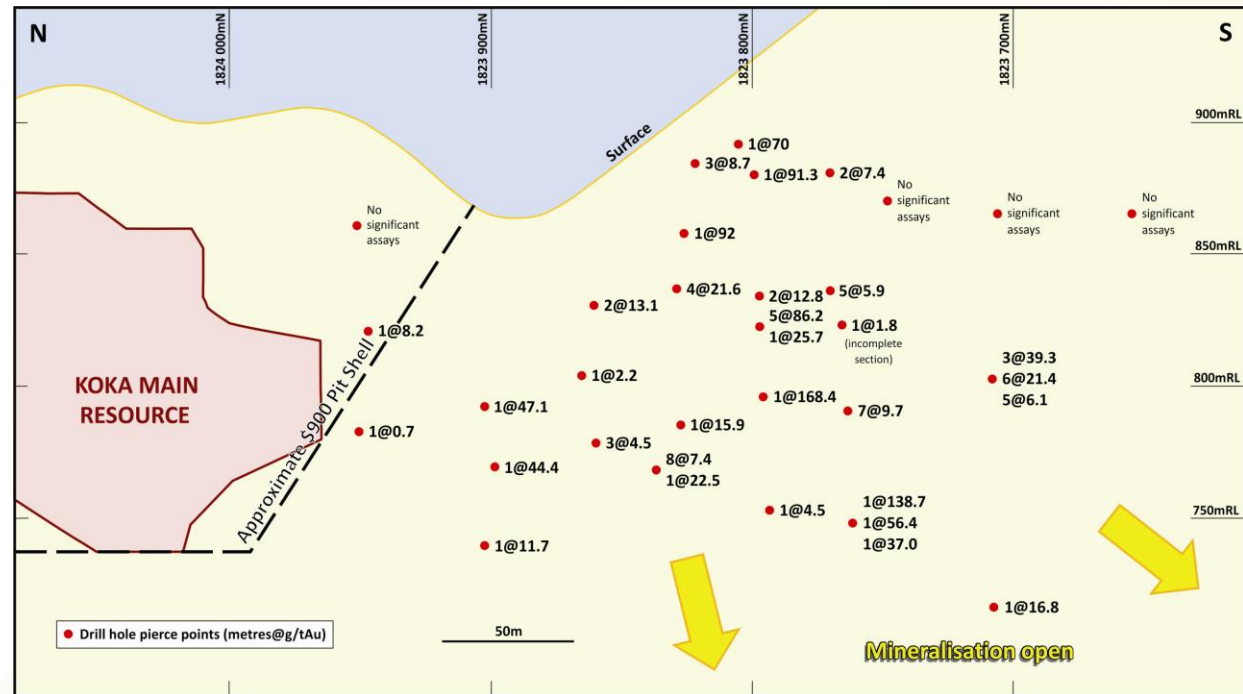 N
S
1824 000mN
1823 900mN
1823 800mN
1823 700mN
900mRL
Surface
1@70
3@8.7
1@91.3
2@7.4
No
significant
assays
No
significant
assays
No
significant
assays
No
significant
assays
850mRL
1@92
4@21.6
2@12.8
5@5.9
2@13.1
5@86.2
1@25.7
1@1.8
(incomplete
section)
1@8.2
KOKA MAIN
RESOURCE
Approximate $900 Pit Shell
1@2.2
3@39.3
6@21.4
5@6.1
800mRL
1@47.1
1@168.4
7@9.7
1@0.7
1@15.9
3@4.5
1@44.4
8@7.4
1@22.5
1@4.5
1@138.7
1@56.4
1@37.0
750mRL
1@11.7
1@16.8
Drill hole pierce points (metres@g/tAu)
50m
Mineralisation open